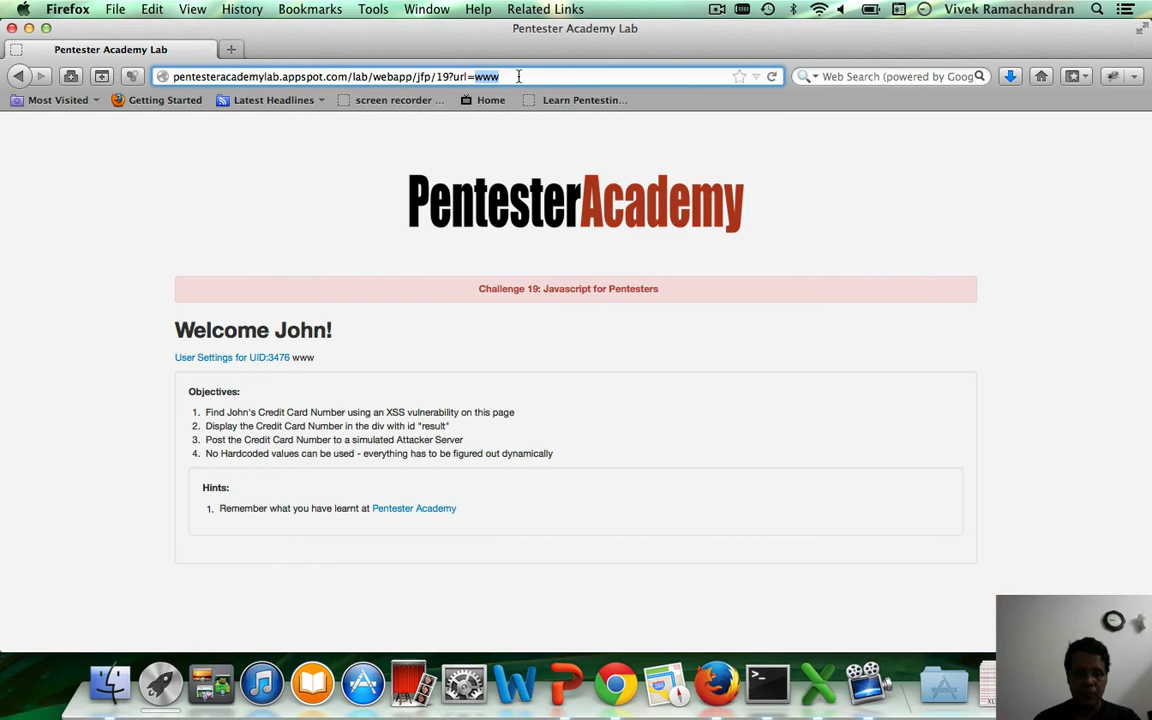 Firefox File Edit View History Bookmarks Tools Window Help Related Links Vivek Ramachandran
Pentester Academy Lab
Pentester Academy Lab
pentesteracademylab.appspot.com/lab/webapp/jfp/19?url=www
Web Search (powered by Goog
Most Visited Getting Started Latest Headlines screen recorder ... Home Learn Pentestin...
PentesterAcademy
Challenge 19: Javascript for Pentesters
Welcome John!
User Settings for UID:3476 www
Objectives:
1. Find John's Credit Card Number using an XSS vulnerability on this page
2. Display the Credit Card Number in the div with id "result"
3. Post the Credit Card Number to a simulated Attacker Server
4. No Hardcoded values can be used - everything has to be figured out dynamically
Hints:
1. Remember what you have learnt at Pentester Academy